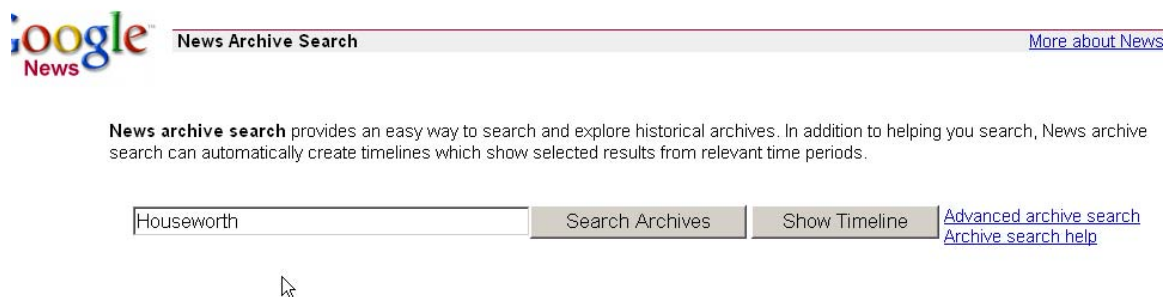 Google News
News Archive Search
More about News
News archive search provides an easy way to search and explore historical archives. In addition to helping you search, News archive
search can automatically create timelines which show selected results from relevant time periods.
Houseworth
Search Archives
Show Timeline
Advanced archive search
Archive search help